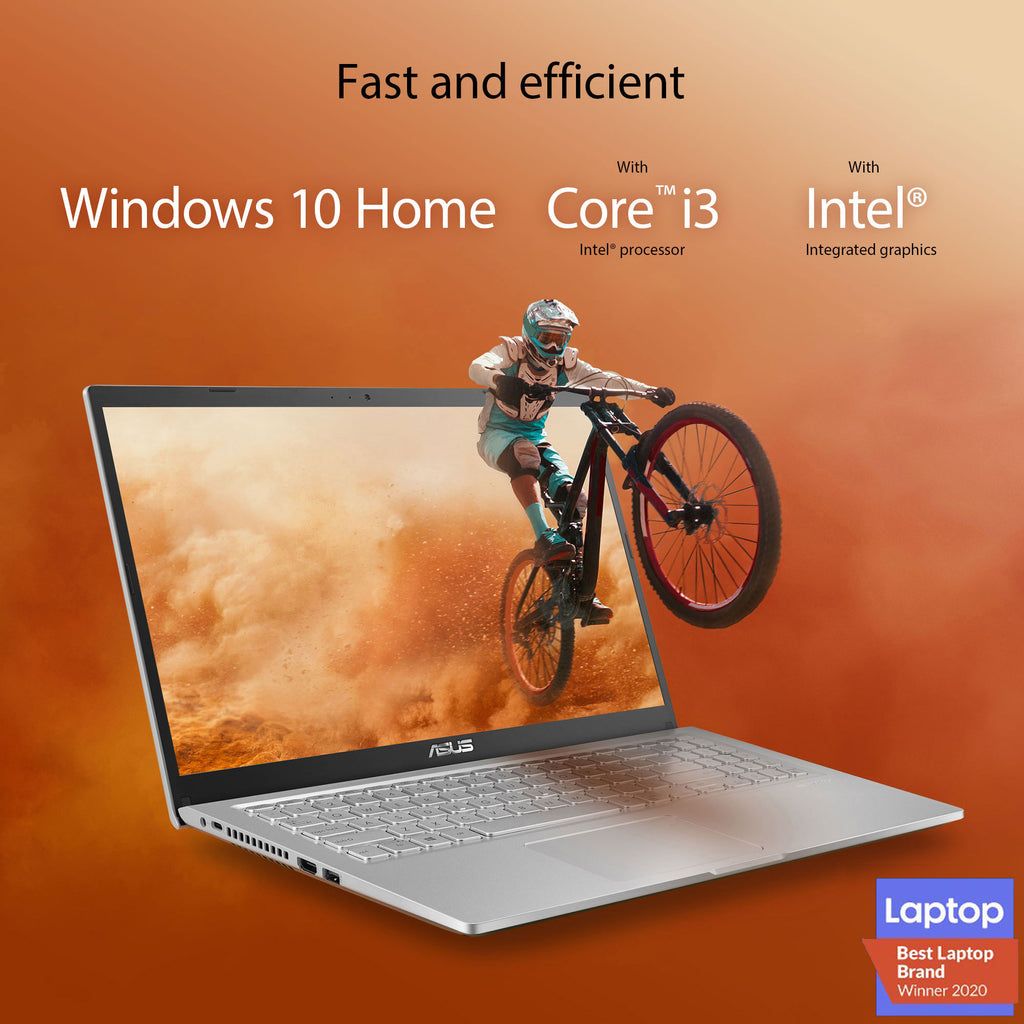 Fast and efficient
Windows 10 Home
With
Core™ i3
Intel® processor
With
Intel®
Integrated graphics
ASUS
Laptop
Best Laptop
Brand
Winner 2020